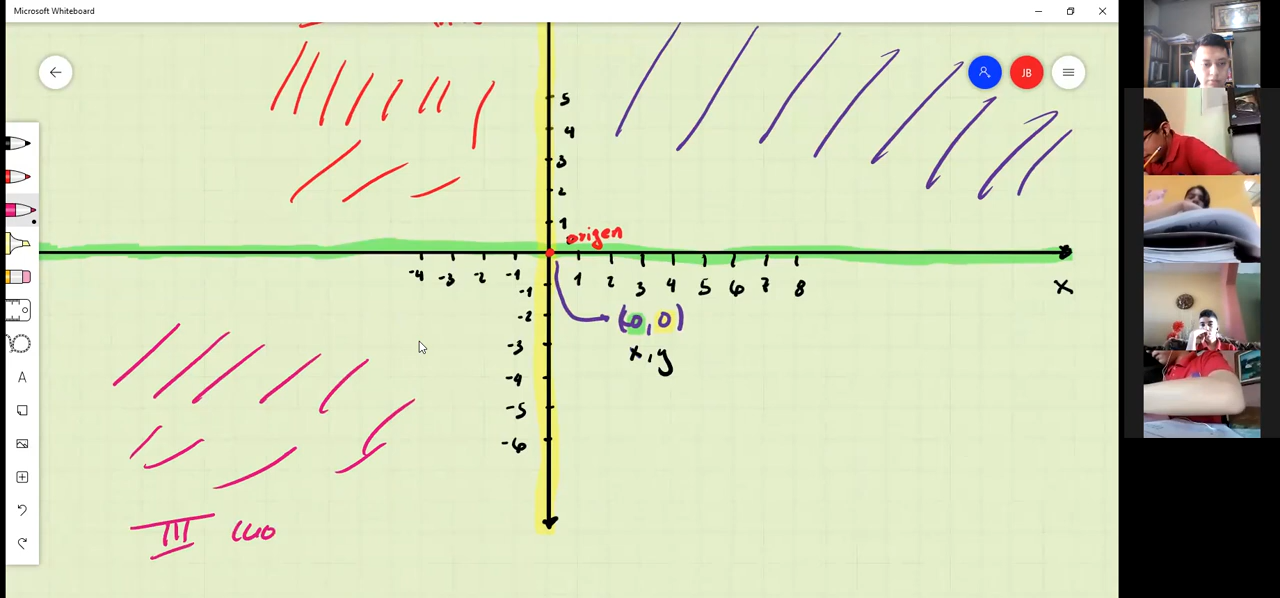 Microsoft Whiteboard
JB
5
4
3
2
1
origen
-4 -3 -2 -1 1 2 3 4 5 6 7 8 x
-1
-2 (0,0)
-3 x,y
-4
-5
-6
A
III